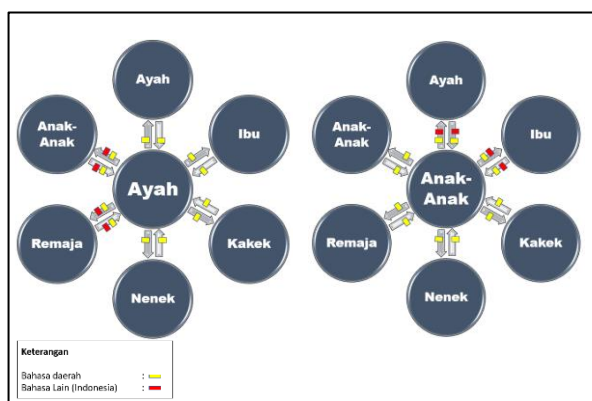 Ayah
Anak-
Anak
Ibu
Ayah
Remaja
Kakek
Nenek
Ayah
Anak-
Anak
Ibu
Anak-
Anak
Remaja
Kakek
Nenek
Keterangan
Bahasa daerah :
Bahasa Lain (Indonesia) :